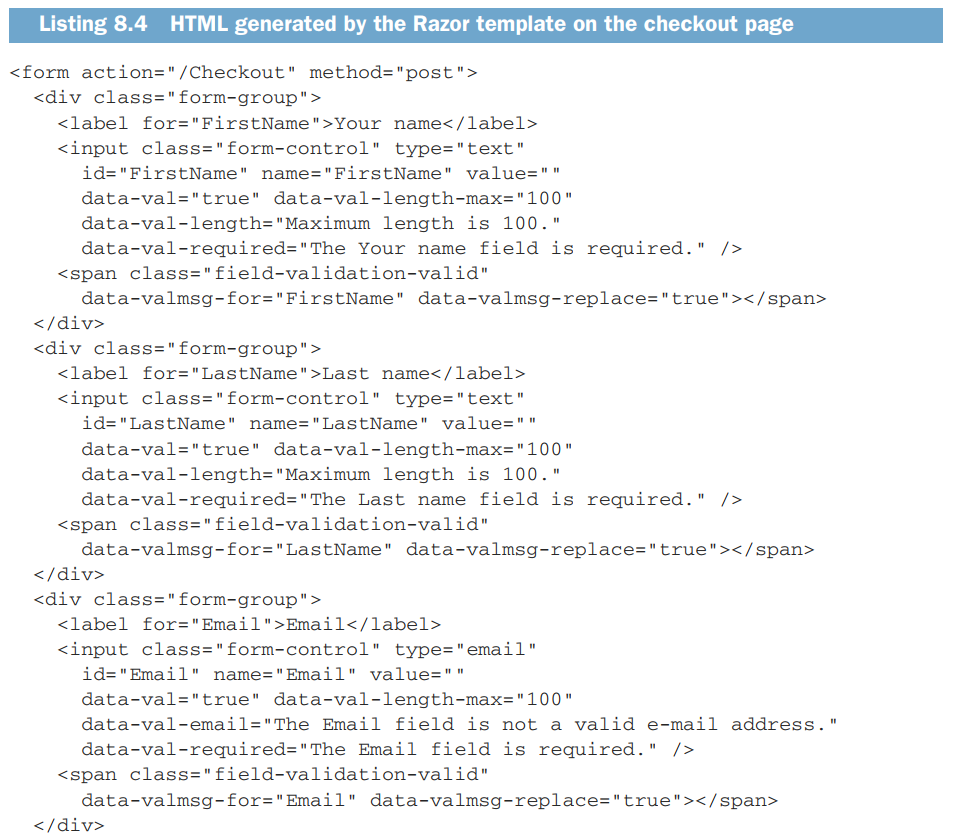 Listing 8.4 HTML generated by the Razor template on the checkout page
<form action="/Checkout" method="post">
  <div class="form-group">
    <label for="FirstName">Your name</label>
    <input class="form-control" type="text"
      id="FirstName" name="FirstName" value=""
      data-val="true" data-val-length-max="100"
      data-val-length="Maximum length is 100."
      data-val-required="The Your name field is required." />
    <span class="field-validation-valid"
      data-valmsg-for="FirstName" data-valmsg-replace="true"></span>
  </div>
  <div class="form-group">
    <label for="LastName">Last name</label>
    <input class="form-control" type="text"
      id="LastName" name="LastName" value=""
      data-val="true" data-val-length-max="100"
      data-val-length="Maximum length is 100."
      data-val-required="The Last name field is required." />
    <span class="field-validation-valid"
      data-valmsg-for="LastName" data-valmsg-replace="true"></span>
  </div>
  <div class="form-group">
    <label for="Email">Email</label>
    <input class="form-control" type="email"
      id="Email" name="Email" value=""
      data-val="true" data-val-length-max="100"
      data-val-email="The Email field is not a valid e-mail address."
      data-val-required="The Email field is required." />
    <span class="field-validation-valid"
      data-valmsg-for="Email" data-valmsg-replace="true"></span>
  </div>